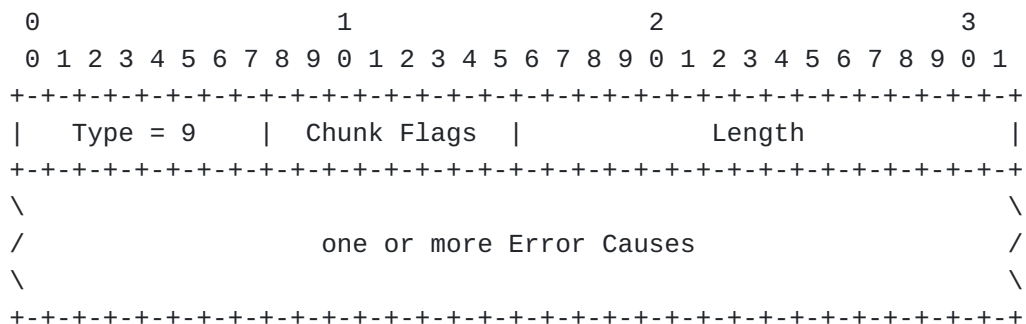 0                   1                   2                   3
 0 1 2 3 4 5 6 7 8 9 0 1 2 3 4 5 6 7 8 9 0 1 2 3 4 5 6 7 8 9 0 1
+-+-+-+-+-+-+-+-+-+-+-+-+-+-+-+-+-+-+-+-+-+-+-+-+-+-+-+-+-+-+-+-+
|   Type = 9    |  Chunk Flags  |            Length             |
+-+-+-+-+-+-+-+-+-+-+-+-+-+-+-+-+-+-+-+-+-+-+-+-+-+-+-+-+-+-+-+-+
\                                                               \
/                   one or more Error Causes                    /
\                                                               \
+-+-+-+-+-+-+-+-+-+-+-+-+-+-+-+-+-+-+-+-+-+-+-+-+-+-+-+-+-+-+-+-+